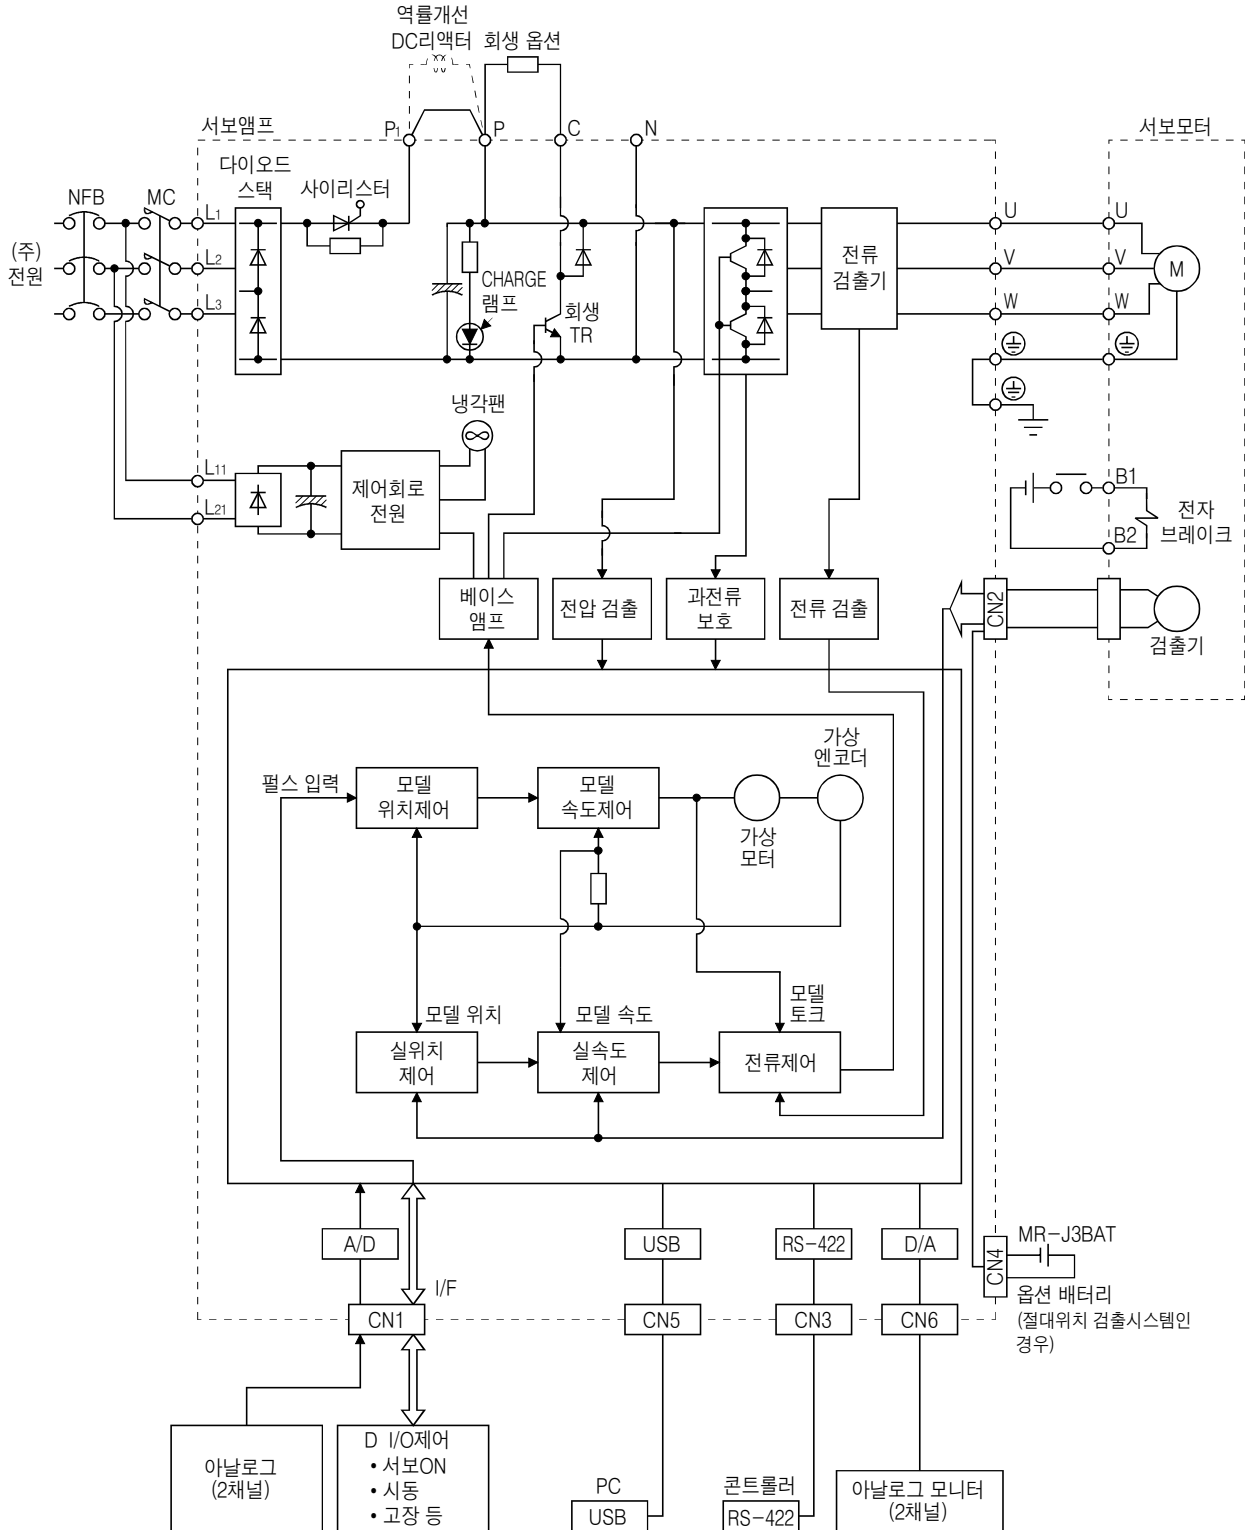 역률개선
DC리액터
회생 옵션
서보앰프
P1
P
C
N
서보모터
다이오드
스택
사이리스터
NFB
MC
L1
L2
L3
(주)
전원
CHARGE
램프
회생
TR
전류
검출기
U
V
W
U
V
W
M
냉각팬
L11
L21
제어회로
전원
B1
B2
전자
브레이크
베이스
앰프
전압 검출
과전류
보호
전류 검출
CN2
검출기
펄스 입력
모델
위치제어
모델
속도제어
가상
엔코더
가상
모터
모델 위치
모델 속도
모델
토크
실위치
제어
실속도
제어
전류제어
A/D
I/F
USB
RS-422
D/A
CN4
MR-J3BAT
옵션 배터리
(절대위치 검출시스템인
경우)
CN1
CN5
CN3
CN6
아날로그
(2채널)
D I/O제어
• 서보ON
• 시동
• 고장 등
PC
USB
콘트롤러
RS-422
아날로그 모니터
(2채널)